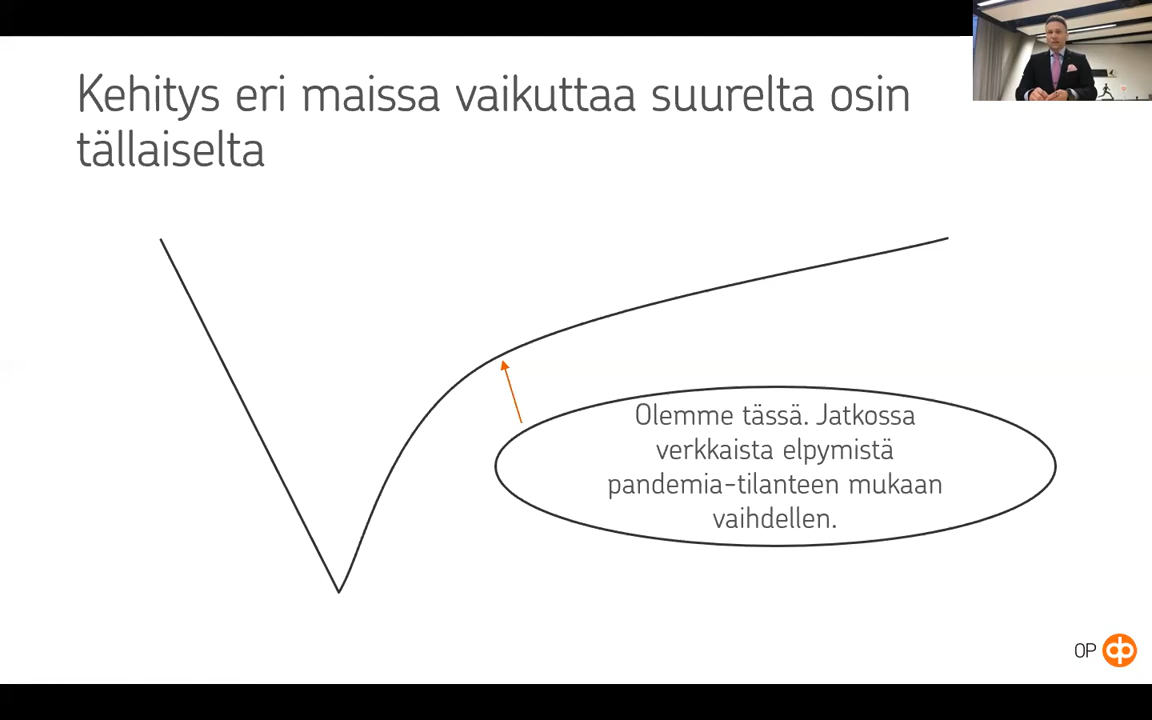 Kehitys eri maissa vaikuttaa suurelta osin
tällaiselta
Olemme tässä. Jatkossa
verkkaista elpymistä
pandemia-tilanteen mukaan
vaihdellen.
OP